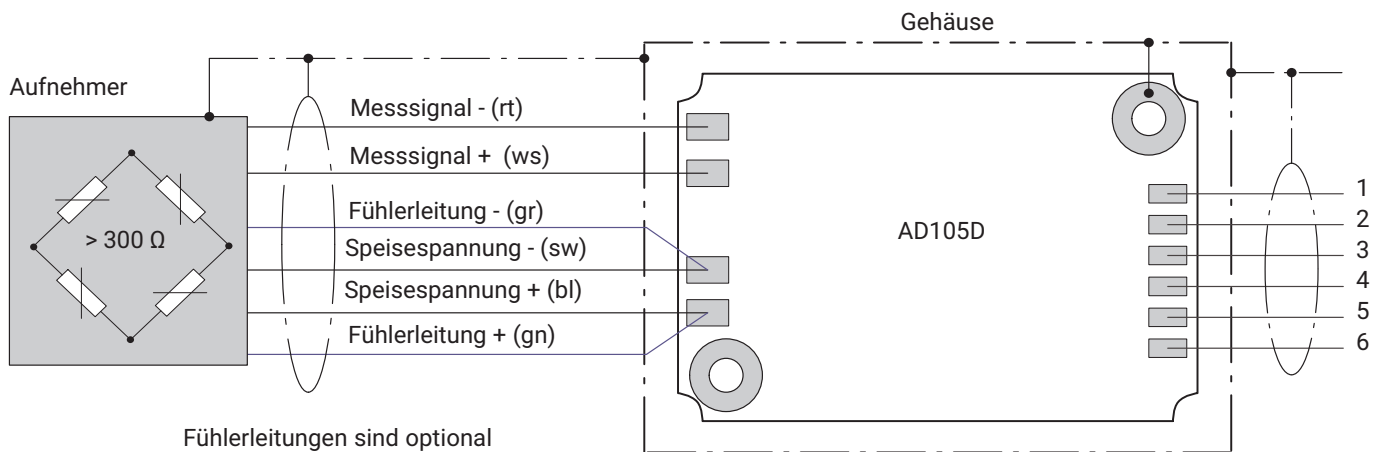 Gehäuse
Aufnehmer
Messsignal - (rt)
Messsignal + (ws)
Fühlerleitung - (gr)
Speisespannung - (sw)
Speisespannung + (bl)
Fühlerleitung + (gn)
> 300 Ω
AD105D
1
2
3
4
5
6
Fühlerleitungen sind optional